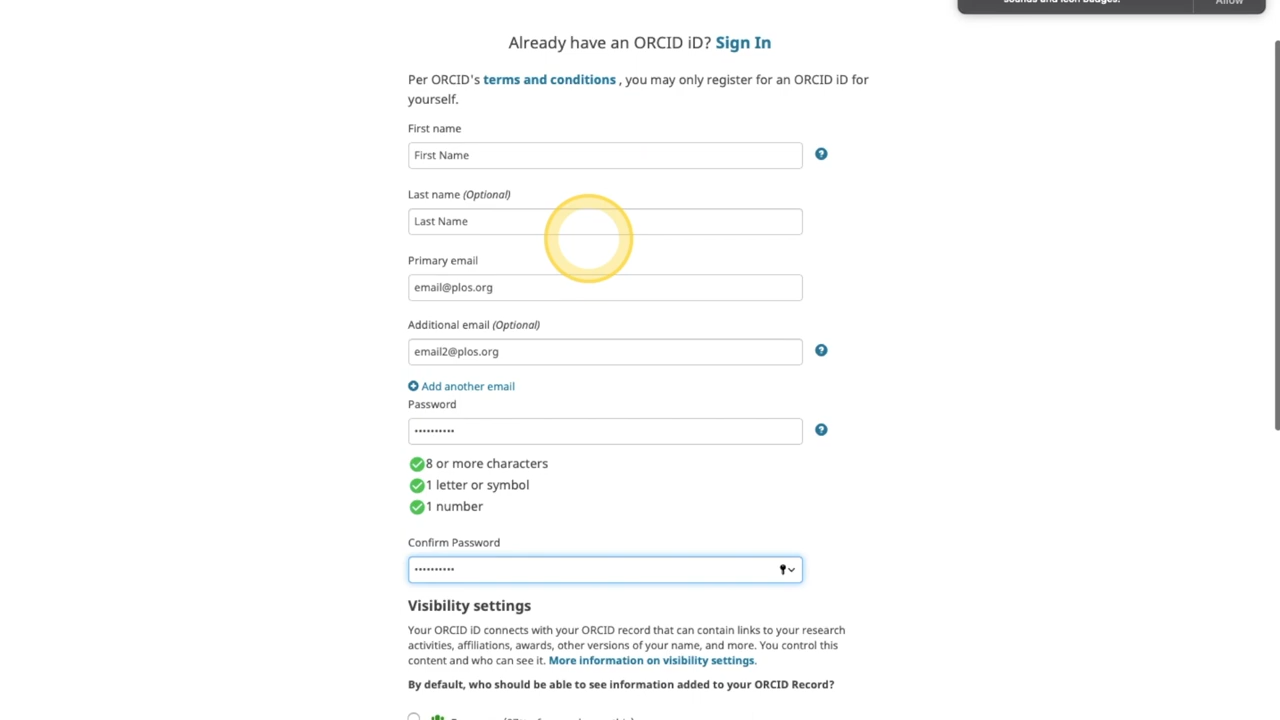 sounds and icon badges.
Allow
Already have an ORCID iD? Sign In
Per ORCID's terms and conditions , you may only register for an ORCID iD for
yourself.
First name
First Name
Last name (Optional)
Last Name
Primary email
email@plos.org
Additional email (Optional)
email2@plos.org
Add another email
Password
8 or more characters
1 letter or symbol
1 number
Confirm Password
Visibility settings
Your ORCID iD connects with your ORCID record that can contain links to your research
activities, affiliations, awards, other versions of your name, and more. You control this
content and who can see it. More information on visibility settings.
By default, who should be able to see information added to your ORCID Record?